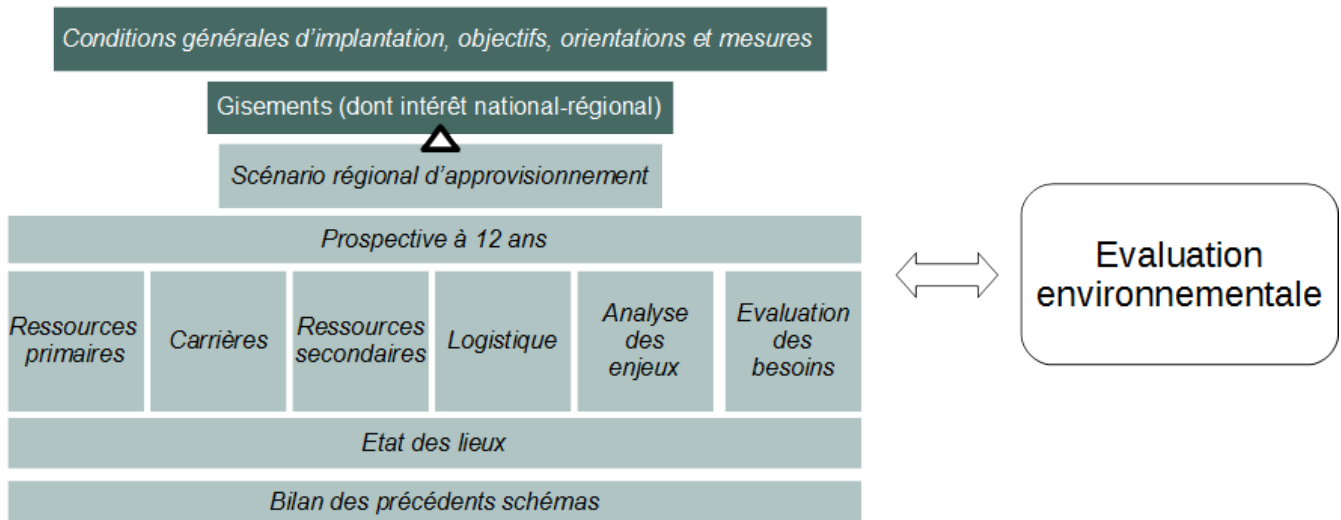 Conditions générales d'implantation, objectifs, orientations et mesures
Gisements (dont intérêt national-régional)
Scénario régional d'approvisionnement
Prospective à 12 ans
Ressources
primaires
Carrières
Ressources
secondaires
Logistique
Analyse
des
enjeux
Evaluation
des
besoins
Etat des lieux
Bilan des précédents schémas
Evaluation
environnementale